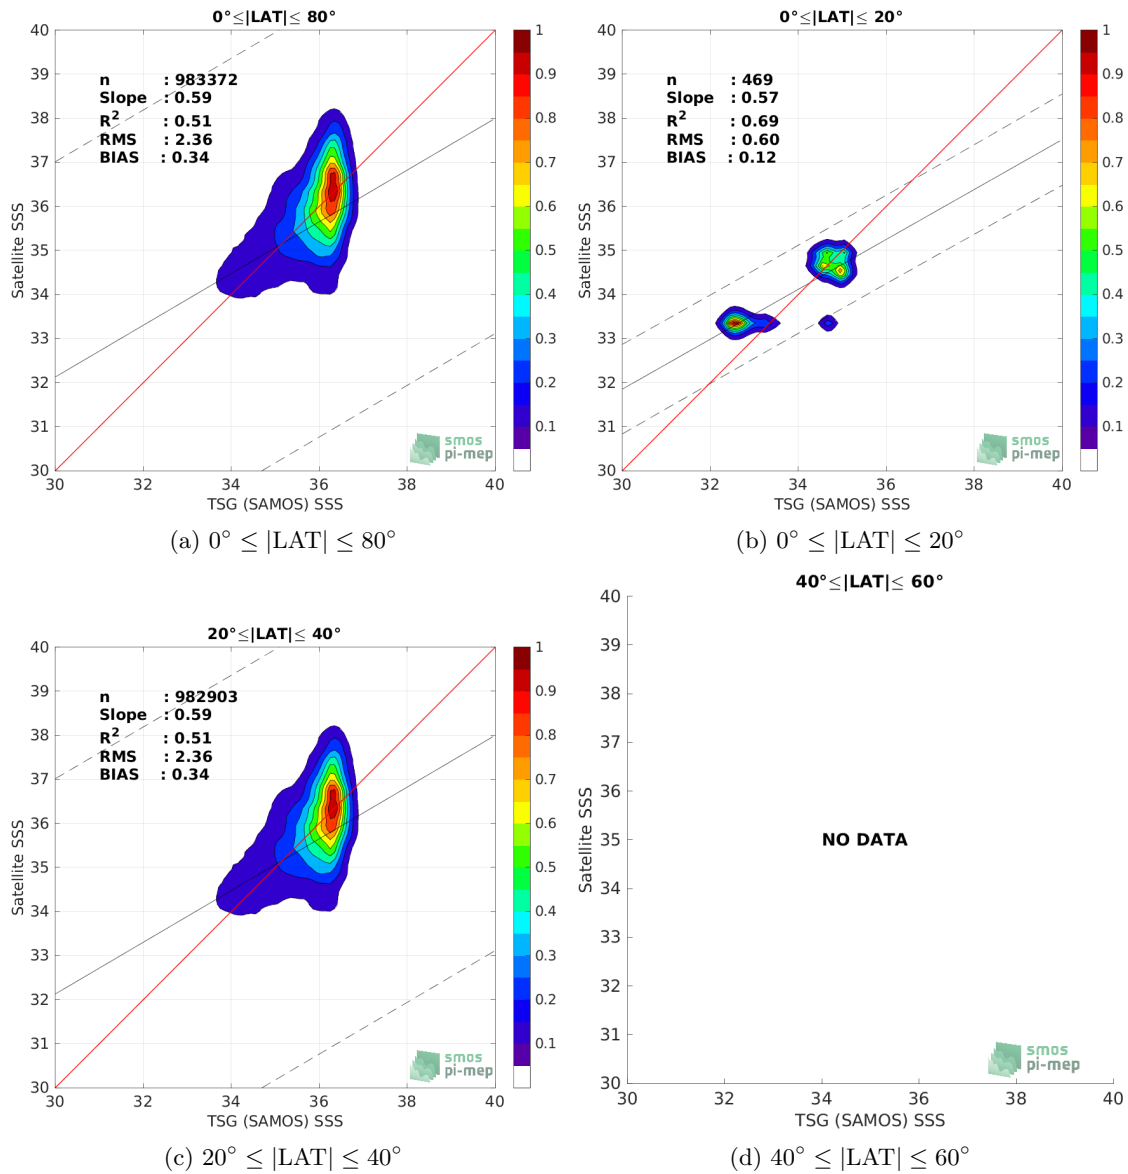 0°≤|LAT|≤ 80°
40
39
38
37
36
35
34
33
32
31
30
Satellite SSS
n : 983372
Slope : 0.59
R² : 0.51
RMS : 2.36
BIAS : 0.34
smos
pi-mep
30 32 34 36 38 40
TSG (SAMOS) SSS
1
0.9
0.8
0.7
0.6
0.5
0.4
0.3
0.2
0.1
(a) 0° ≤ |LAT| ≤ 80°
0°≤|LAT|≤ 20°
40
39
38
37
36
35
34
33
32
31
30
Satellite SSS
n : 469
Slope : 0.57
R² : 0.69
RMS : 0.60
BIAS : 0.12
smos
pi-mep
30 32 34 36 38 40
TSG (SAMOS) SSS
1
0.9
0.8
0.7
0.6
0.5
0.4
0.3
0.2
0.1
(b) 0° ≤ |LAT| ≤ 20°
20°≤|LAT|≤ 40°
40
39
38
37
36
35
34
33
32
31
30
Satellite SSS
n : 982903
Slope : 0.59
R² : 0.51
RMS : 2.36
BIAS : 0.34
smos
pi-mep
30 32 34 36 38 40
TSG (SAMOS) SSS
1
0.9
0.8
0.7
0.6
0.5
0.4
0.3
0.2
0.1
(c) 20° ≤ |LAT| ≤ 40°
40°≤|LAT|≤ 60°
40
39
38
37
36
35
34
33
32
31
30
Satellite SSS
NO DATA
smos
pi-mep
30 32 34 36 38 40
TSG (SAMOS) SSS
(d) 40° ≤ |LAT| ≤ 60°